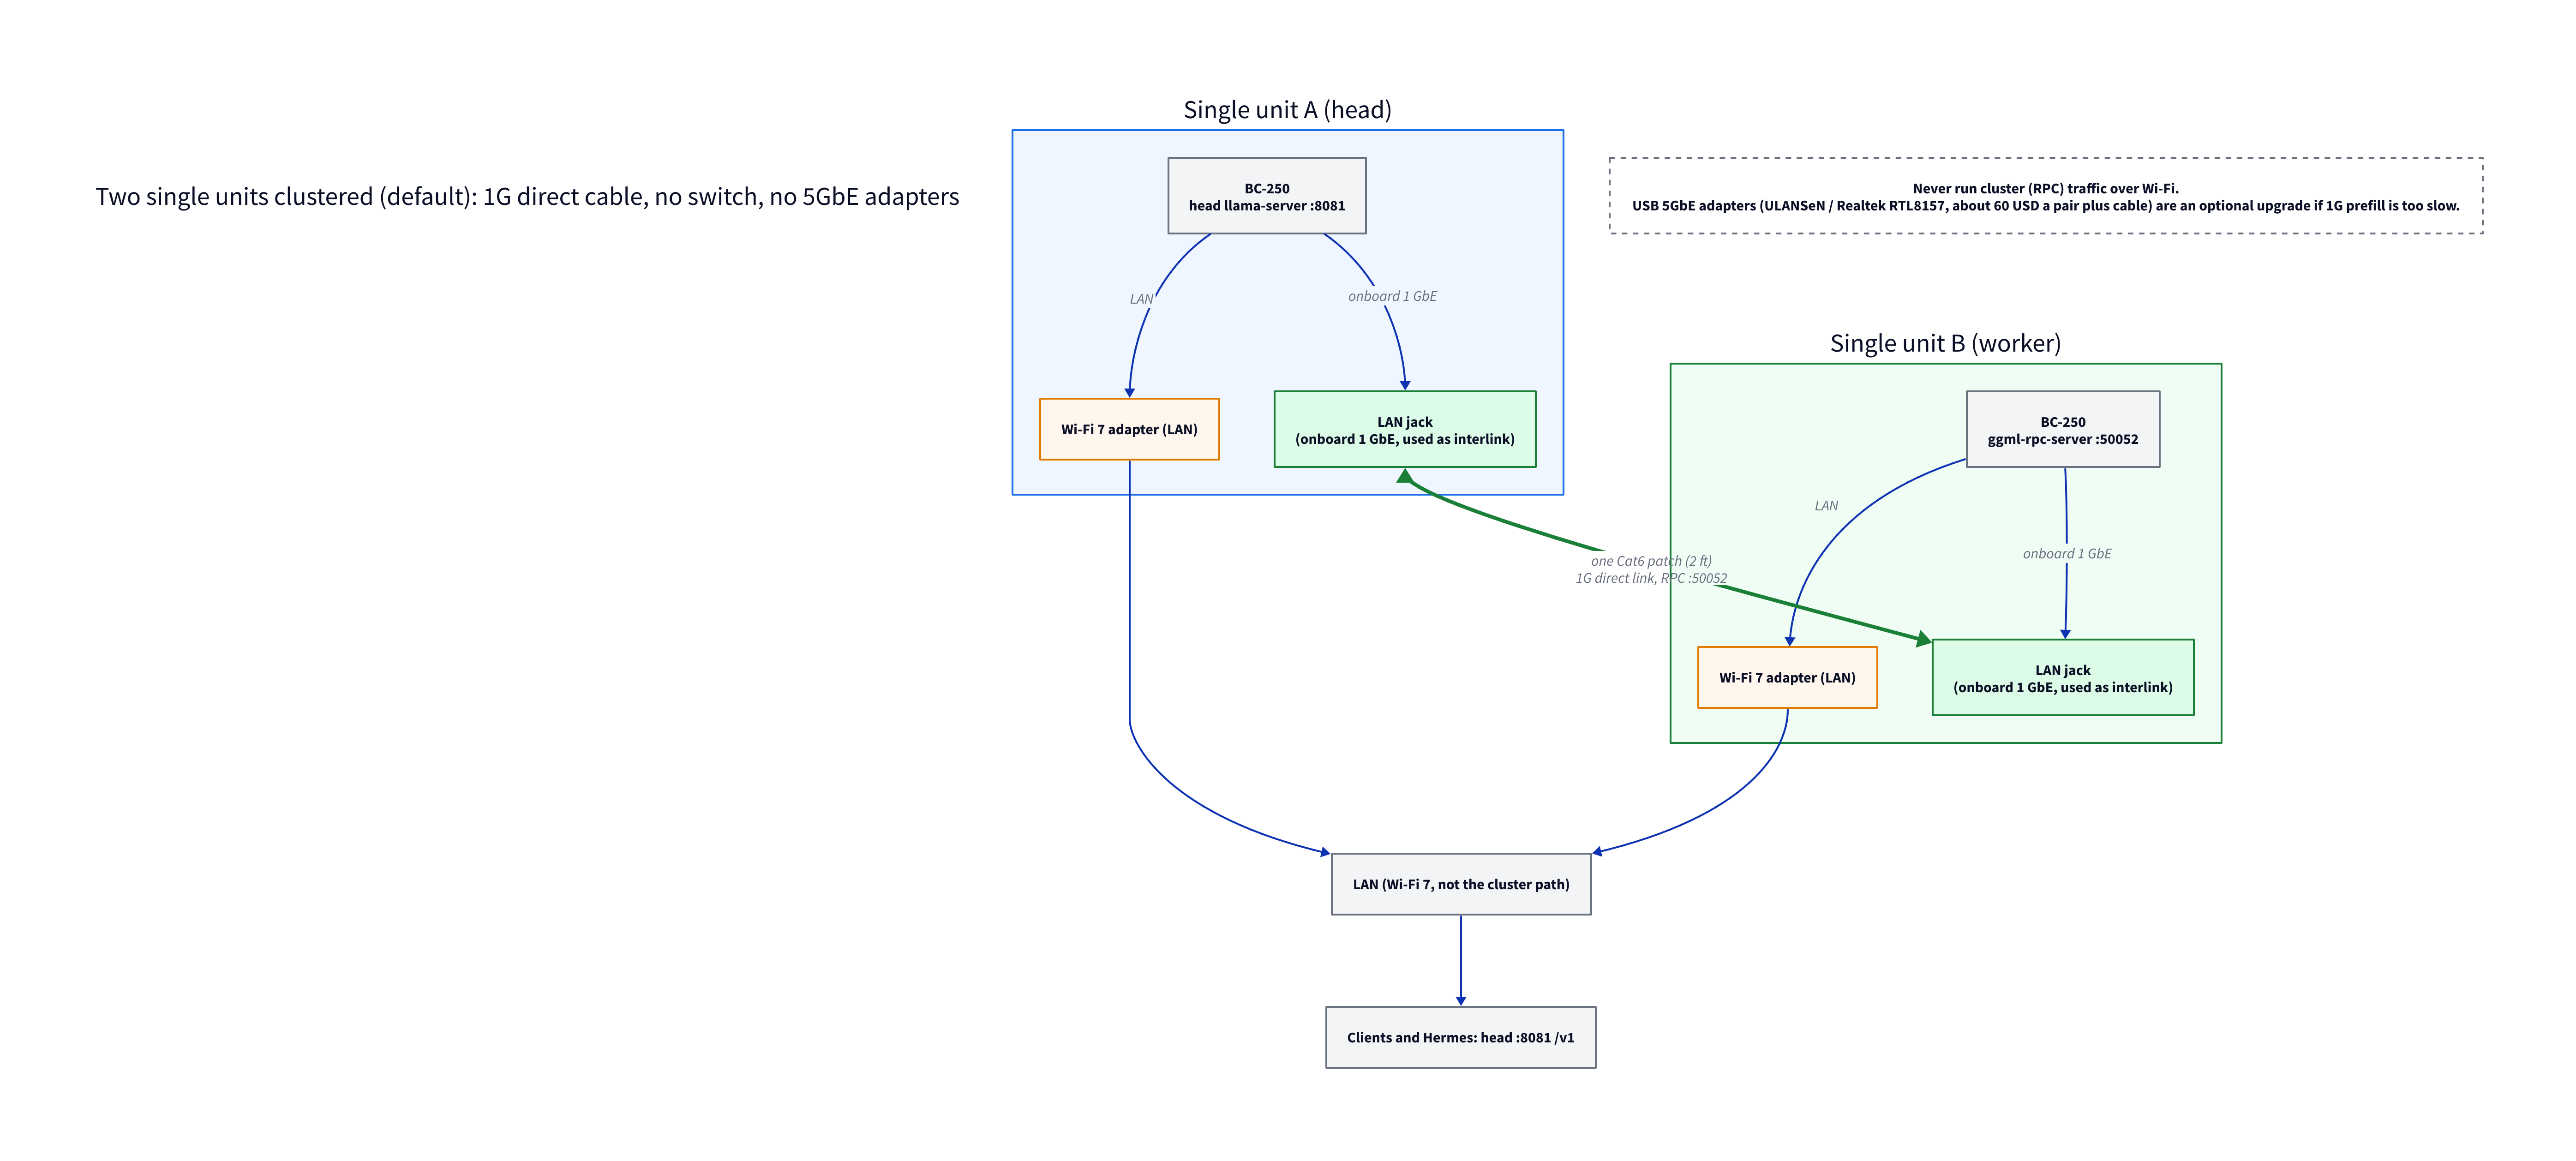 Two single units clustered (default): 1G direct cable, no switch, no 5GbE adapters
Single unit A (head)
BC-250
head llama-server :8081
LAN
onboard 1 GbE
Wi-Fi 7 adapter (LAN)
LAN jack
(onboard 1 GbE, used as interlink)
Never run cluster (RPC) traffic over Wi-Fi.
USB 5GbE adapters (ULANSeN / Realtek RTL8157, about 60 USD a pair plus cable) are an optional upgrade if 1G prefill is too slow.
Single unit B (worker)
BC-250
ggml-rpc-server :50052
LAN
onboard 1 GbE
one Cat6 patch (2 ft)
1G direct link, RPC :50052
Wi-Fi 7 adapter (LAN)
LAN jack
(onboard 1 GbE, used as interlink)
LAN (Wi-Fi 7, not the cluster path)
Clients and Hermes: head :8081 /v1